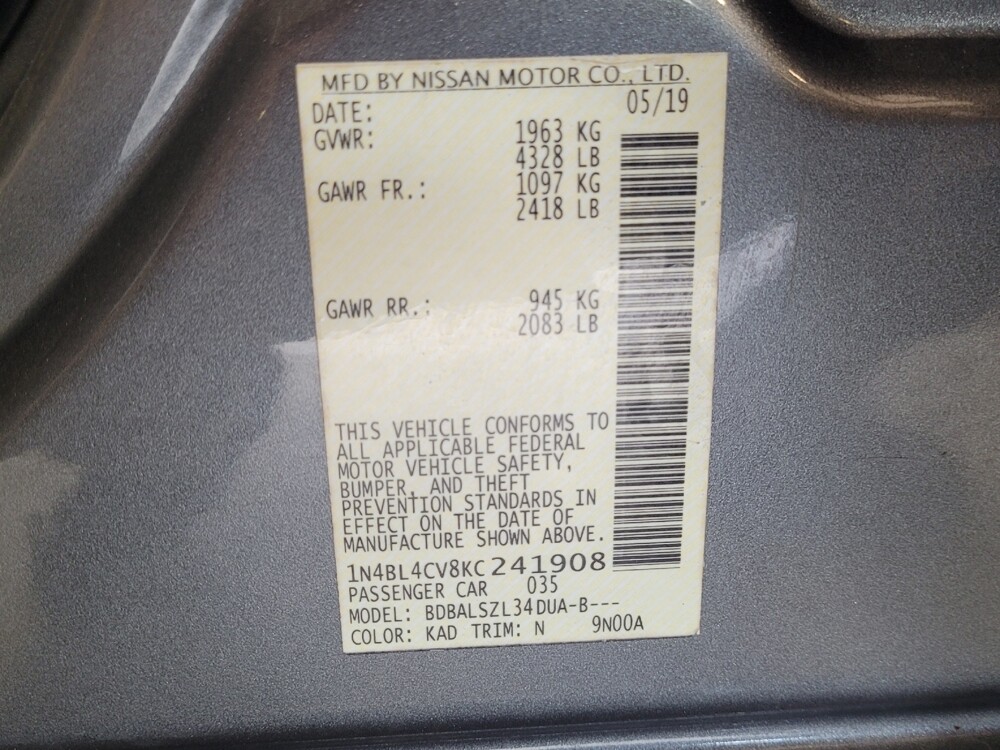 MFD BY NISSAN MOTOR CO., LTD.
DATE: 05/19
GVWR: 1963 KG
4328 LB
GAWR FR.: 1097 KG
2418 LB
GAWR RR.: 945 KG
2083 LB
THIS VEHICLE CONFORMS TO
ALL APPLICABLE FEDERAL
MOTOR VEHICLE SAFETY,
BUMPER, AND THEFT
PREVENTION STANDARDS IN
EFFECT ON THE DATE OF
MANUFACTURE SHOWN ABOVE.
1N4BL4CV8KC241908
PASSENGER CAR 035
MODEL: BDBALSZL34DUA-B---
COLOR: KAD TRIM: N 9N00A